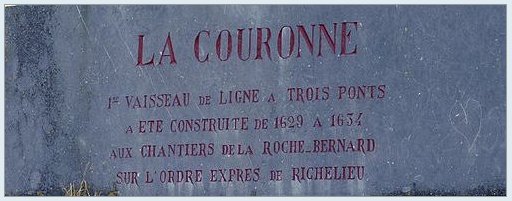 LA COURONNE
1er VAISSEAU DE LIGNE A TROIS PONTS
A ETE CONSTRUITE DE 1629 A 1634
AUX CHANTIERS DE LA ROCHE-BERNARD
SUR L'ORDRE EXPRES DE RICHELIEU